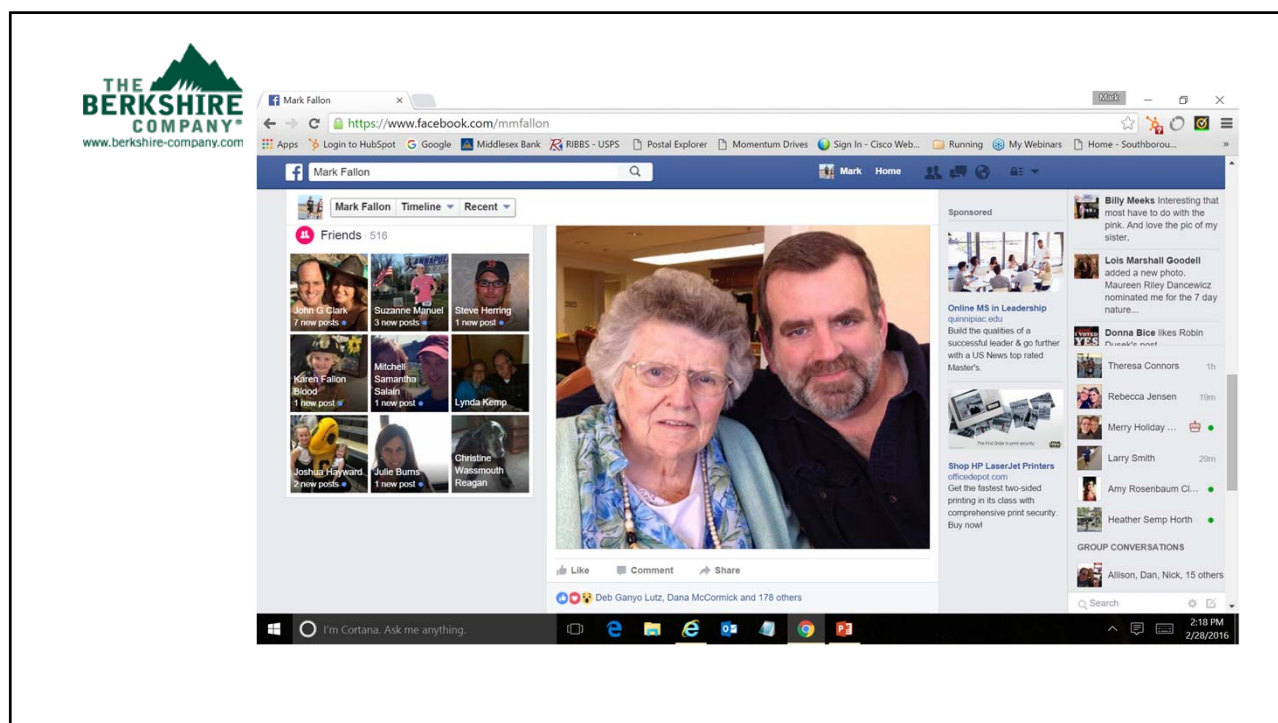 THE
BERKSHIRE
COMPANY®
www.berkshire-company.com
Mark Fallon
Mark
https://www.facebook.com/mmfallon
Apps
Login to HubSpot
Google
Middlesex Bank
RIBBS - USPS
Postal Explorer
Momentum Drives
Sign In - Cisco Web...
Running
My Webinars
Home - Southborou...
»
Mark Fallon
Mark
Home
Mark Fallon
Timeline
Recent
Friends · 516
John G Clark
7 new posts
Suzanne Manuel
3 new posts
Steve Herring
1 new post
Karen Fallon
Blood
1 new post
Mitchell
Samantha
Salain
1 new post
Lynda Kemp
Joshua Hayward
2 new posts
Julie Burns
1 new post
Christine
Wassmouth
Reagan
Like
Comment
Share
Deb Ganyo Lutz, Dana McCormick and 178 others
Sponsored
Online MS in Leadership
quinnipiac.edu
Build the qualities of a
successful leader & go further
with a US News top rated
Master's.
The First Order in print security
Shop HP LaserJet Printers
officedepot.com
Get the fastest two-sided
printing in its class with
comprehensive print security.
Buy now!
Billy Meeks Interesting that
most have to do with the
pink. And love the pic of my
sister.
Lois Marshall Goodell
added a new photo.
Maureen Riley Dancewicz
nominated me for the 7 day
nature...
Donna Bice likes Robin
Dusek's post
Theresa Connors 1h
Rebecca Jensen 19m
Merry Holiday ...
Larry Smith 29m
Amy Rosenbaum Cl...
Heather Semp Horth
GROUP CONVERSATIONS
Allison, Dan, Nick, 15 others
Search
I'm Cortana. Ask me anything.
2:18 PM
2/28/2016